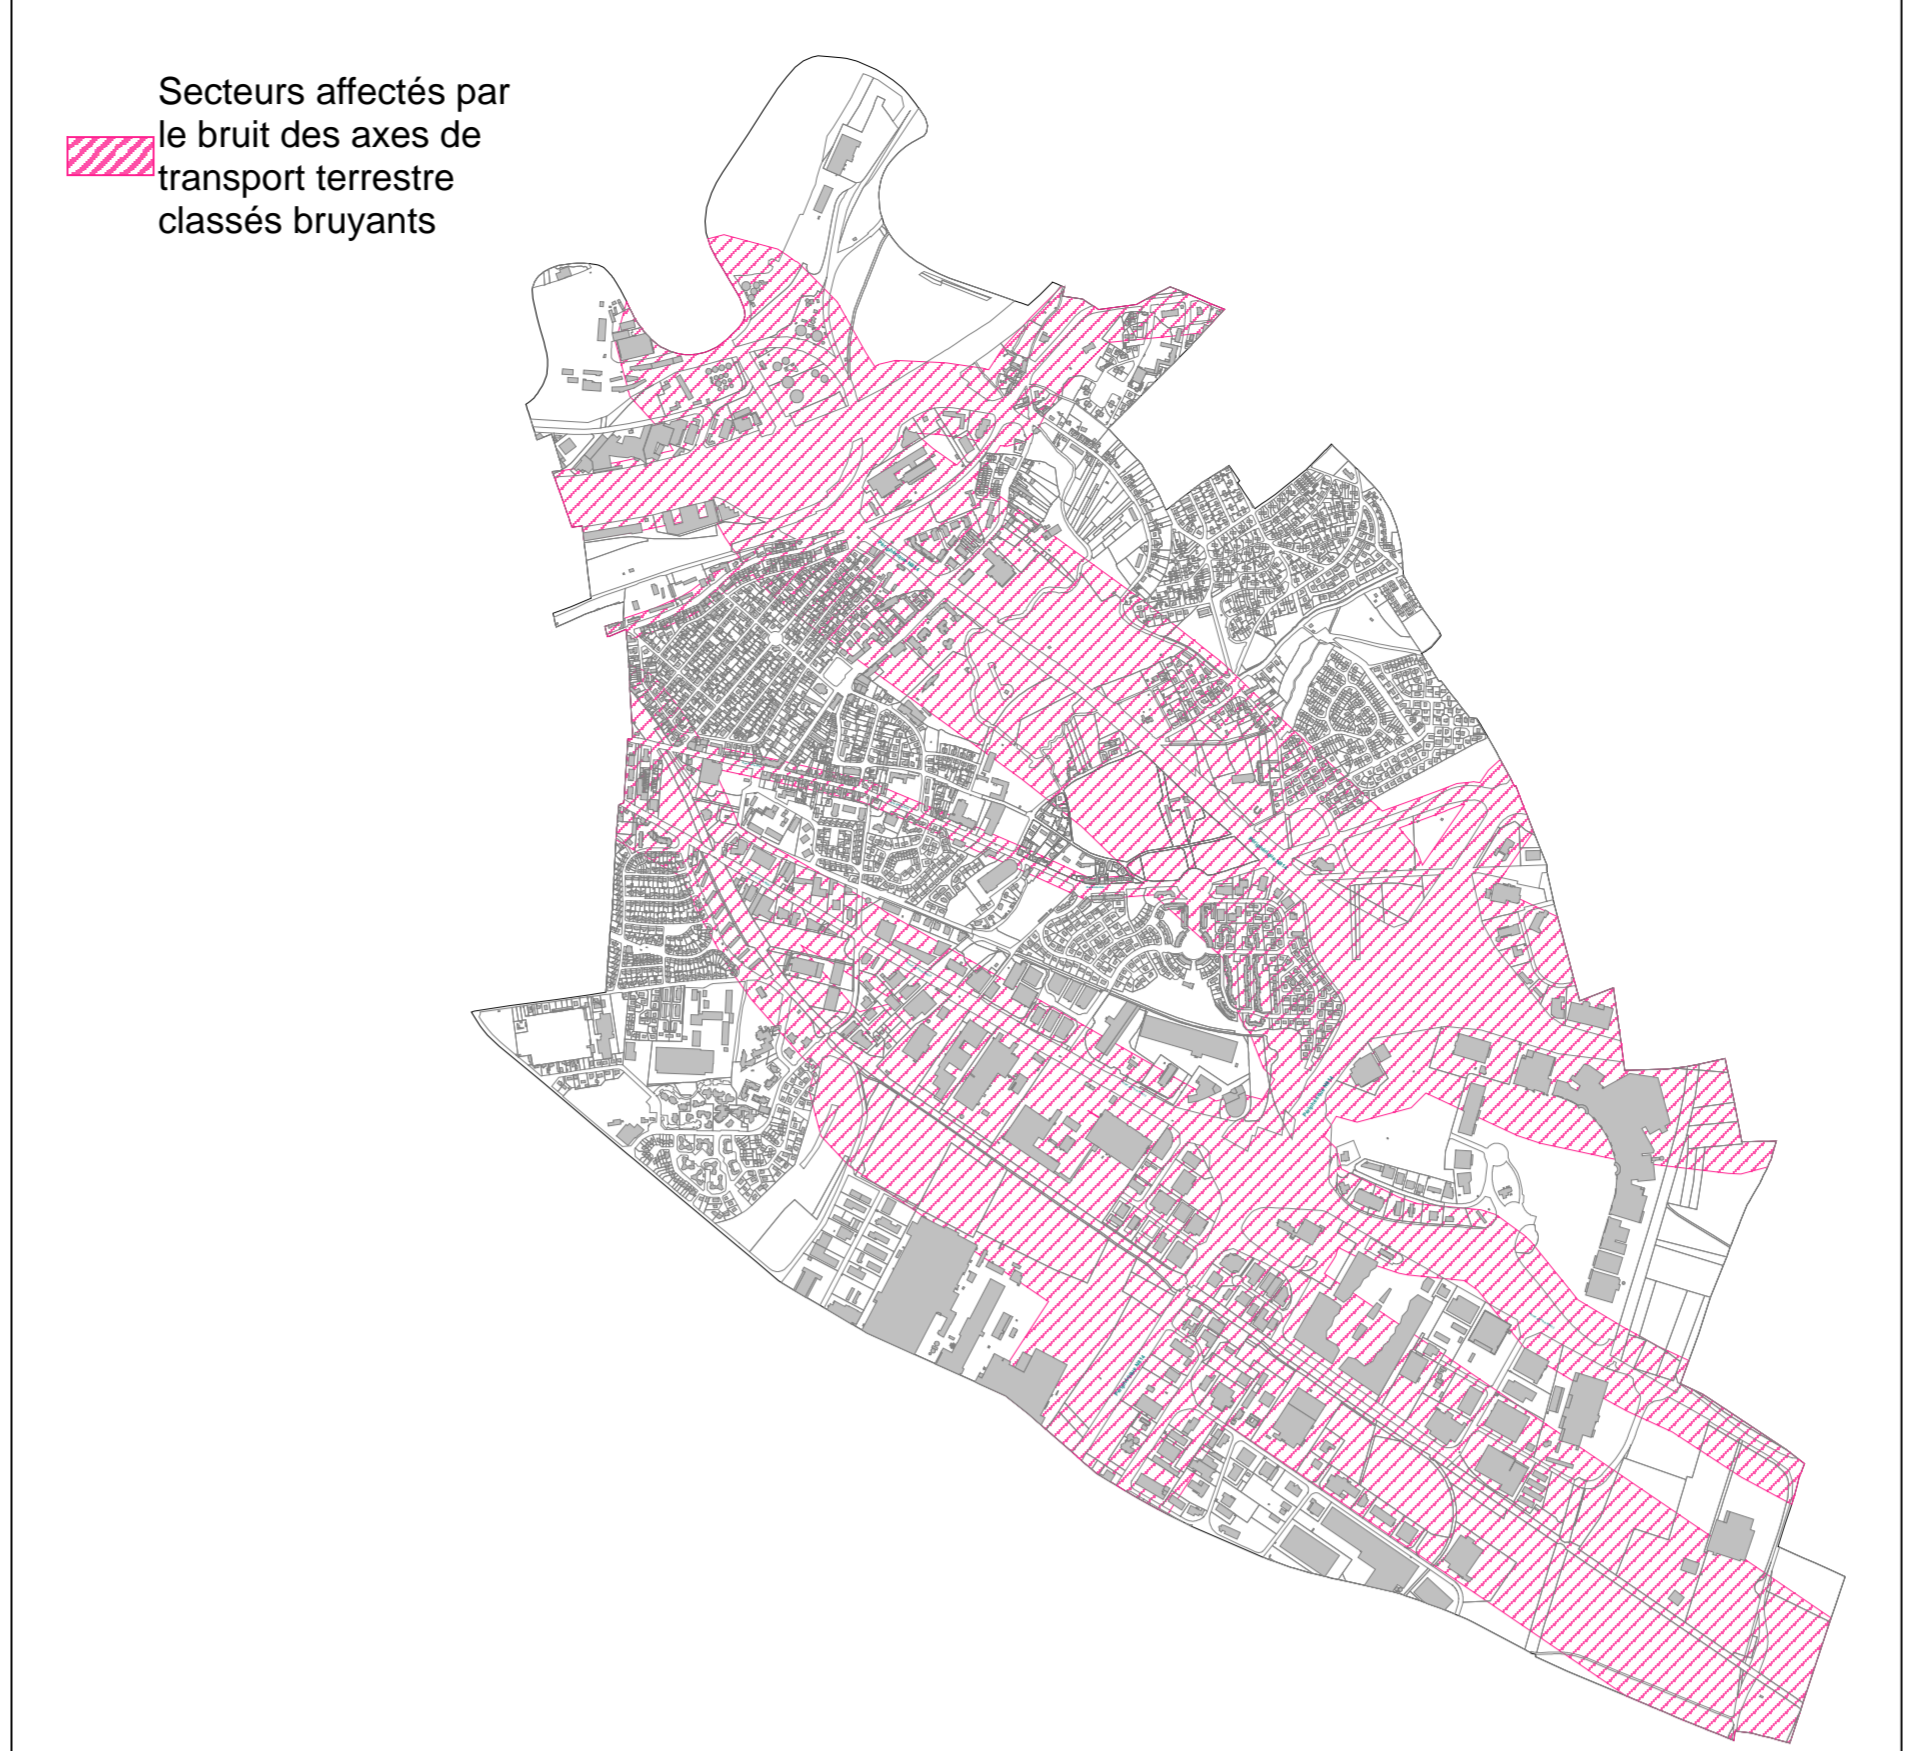 Secteurs affectés par
le bruit des axes de
transport terrestre
classés bruyants